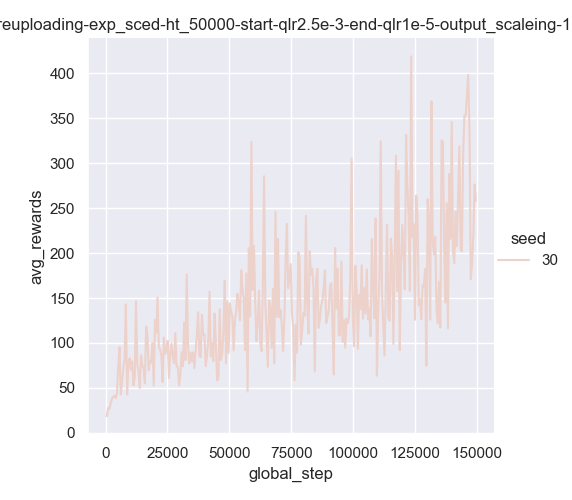 reuploading-exp_sced-ht_50000-start-qlr2.5e-3-end-qlr1e-5-output_scaleing-1
400
350
300
250
200
150
100
50
0
avg_rewards
0 25000 50000 75000 100000 125000 150000
global_step
seed
30